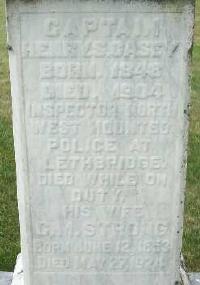 CAPTAIN
HENRY S. CASEY
BORN. 1848
DIED. 1904
INSPECTOR NORTH
WEST MOUNTED
POLICE AT
LETHBRIDGE.
DIED WHILE ON
DUTY.
HIS WIFE
C. M. STRONG
BORN JUNE 12, 1853
DIED MAY 27, 1921